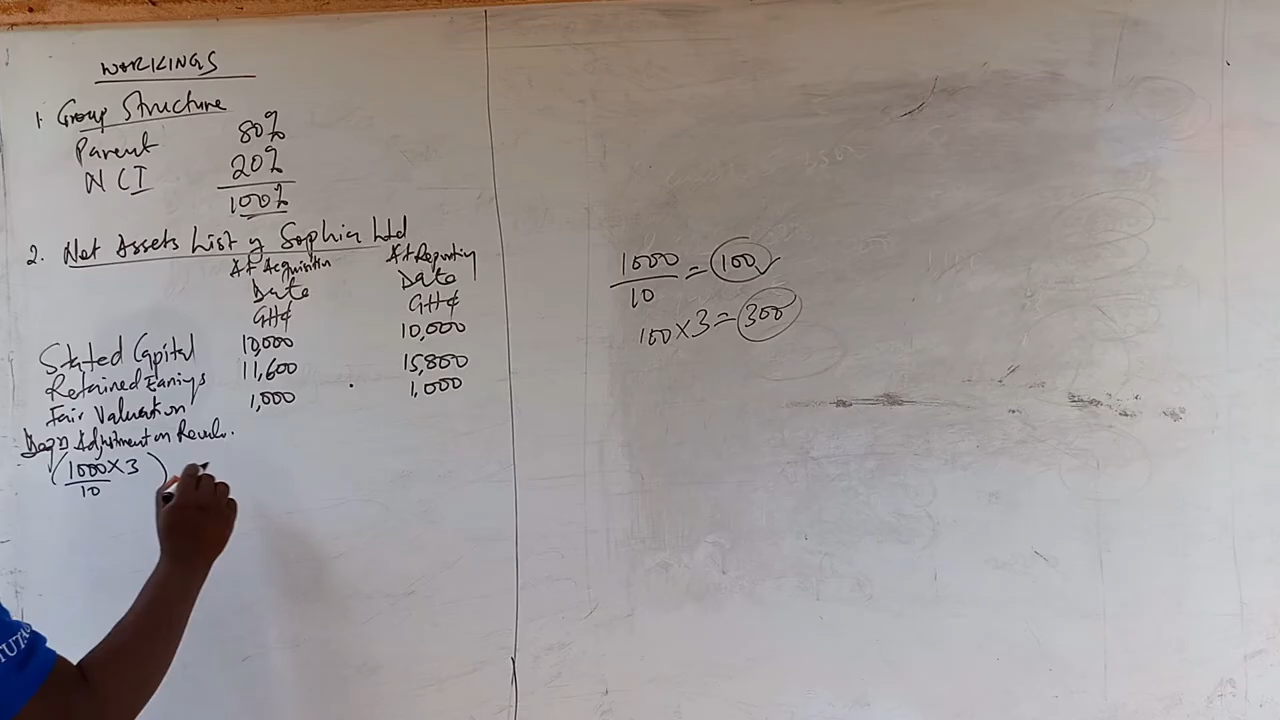 WORKINGS
1. Group Structure
Parent 80%
NCI 20%
100%
2. Net Assets List of Sophia Ltd
At Acquisition At Reporting
Date Date
GH¢ GH¢
Stated Capital 10,000 10,000
Retained Earnings 11,600 15,800
Fair Valuation 1,000 1,000
Adjustment on
(1000 × 3
10
)
1000
10
= 100
100 × 3 = 300